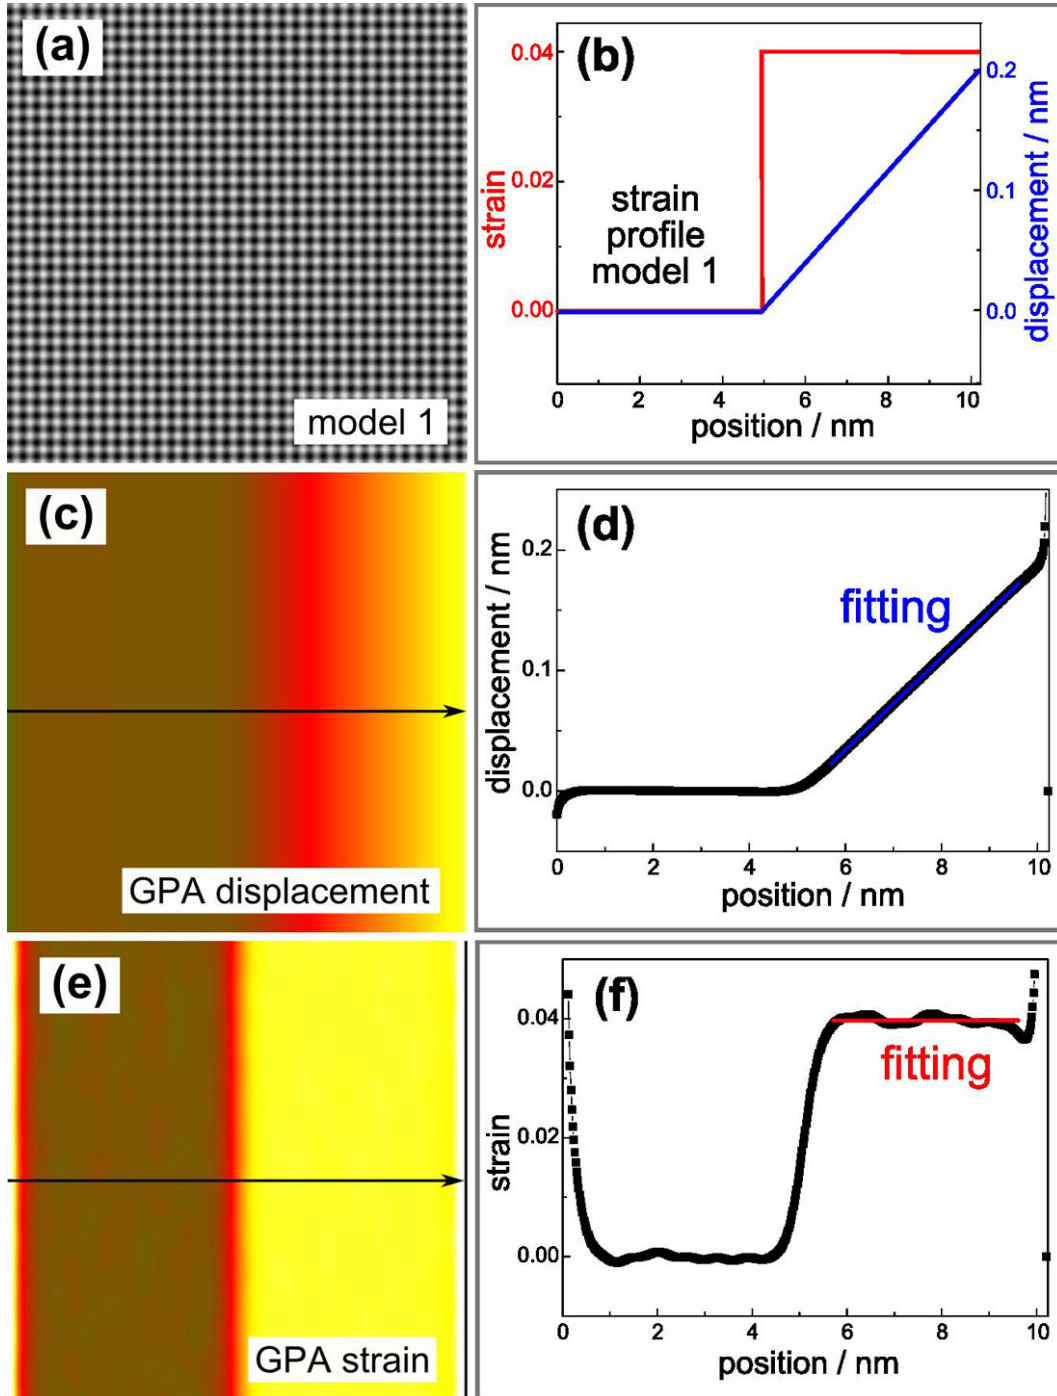 (a)
model 1
(b)
strain
0.04
0.02
0.00
strain
profile
model 1
0.2
0.1
0.0
displacement / nm
0 2 4 6 8 10
position / nm
(c)
GPA displacement
(d)
displacement / nm
0.2
0.1
0.0
fitting
0 2 4 6 8 10
position / nm
(e)
GPA strain
(f)
strain
0.04
0.02
0.00
fitting
0 2 4 6 8 10
position / nm